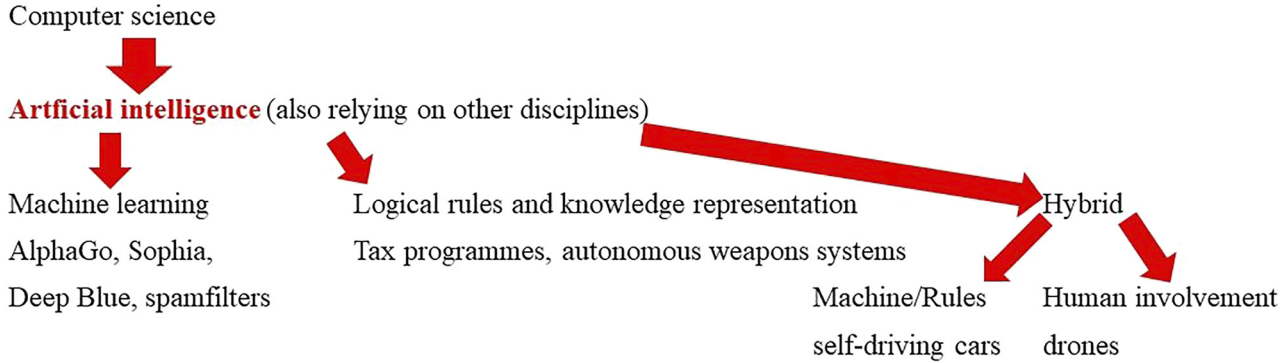 Computer science
Artficial intelligence (also relying on other disciplines)
Machine learning
AlphaGo, Sophia,
Deep Blue, spamfilters
Logical rules and knowledge representation
Tax programmes, autonomous weapons systems
Hybrid
Machine/Rules
self-driving cars
Human involvement
drones